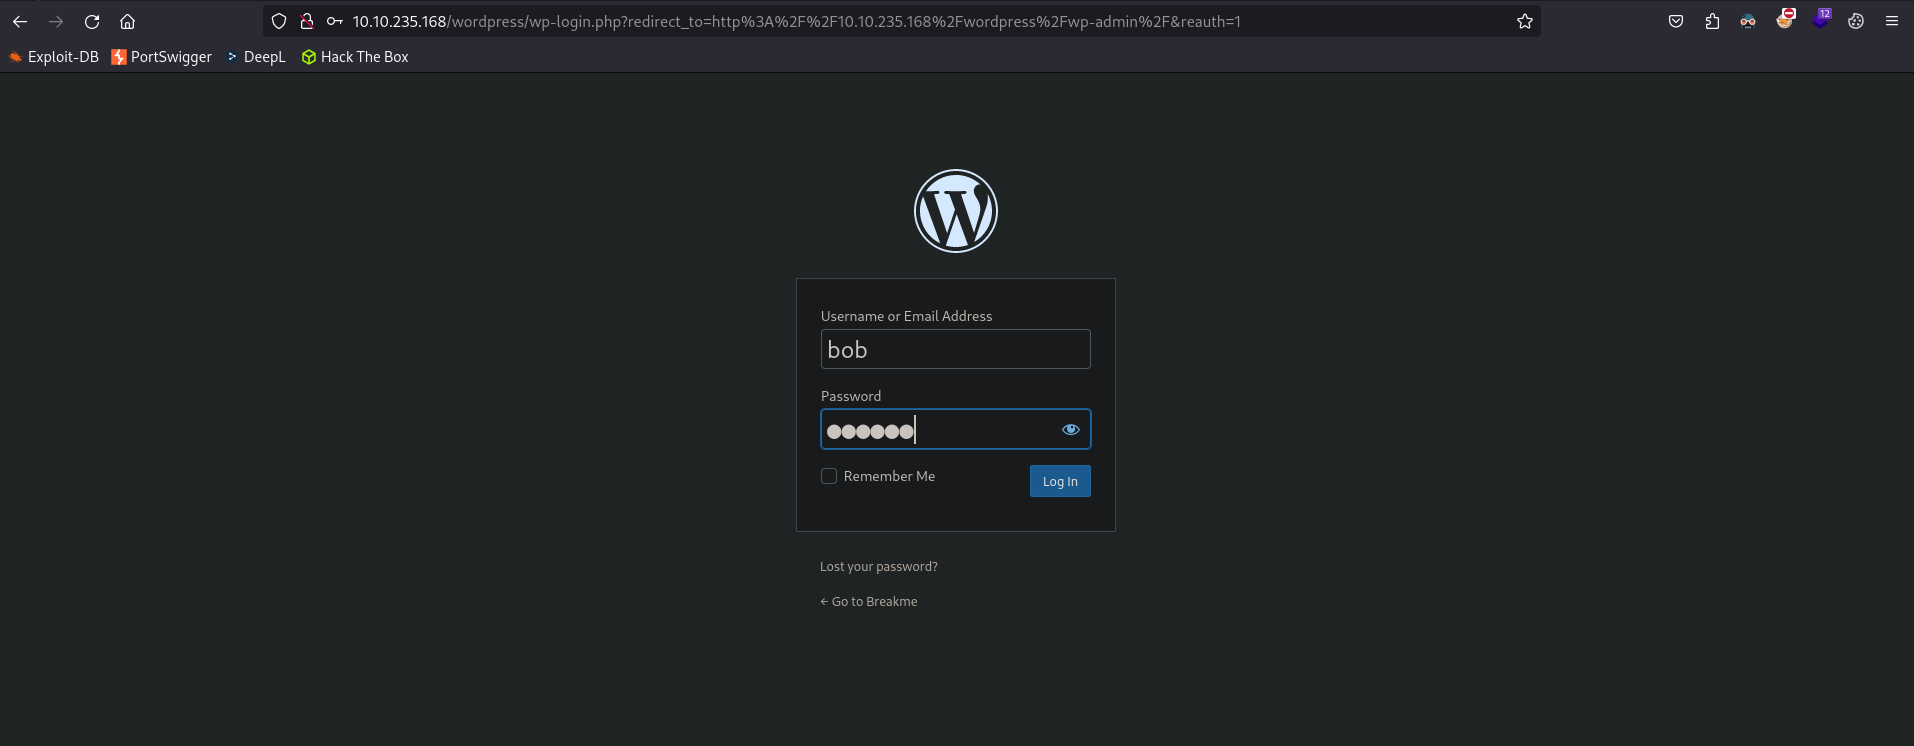 10.10.235.168/wordpress/wp-login.php?redirect_to=http%3A%2F%2F10.10.235.168%2Fwordpress%2Fwp-admin%2F&reauth=1
12
Exploit-DB PortSwigger DeepL Hack The Box
Username or Email Address
bob
Password
Remember Me Log In
Lost your password?
← Go to Breakme